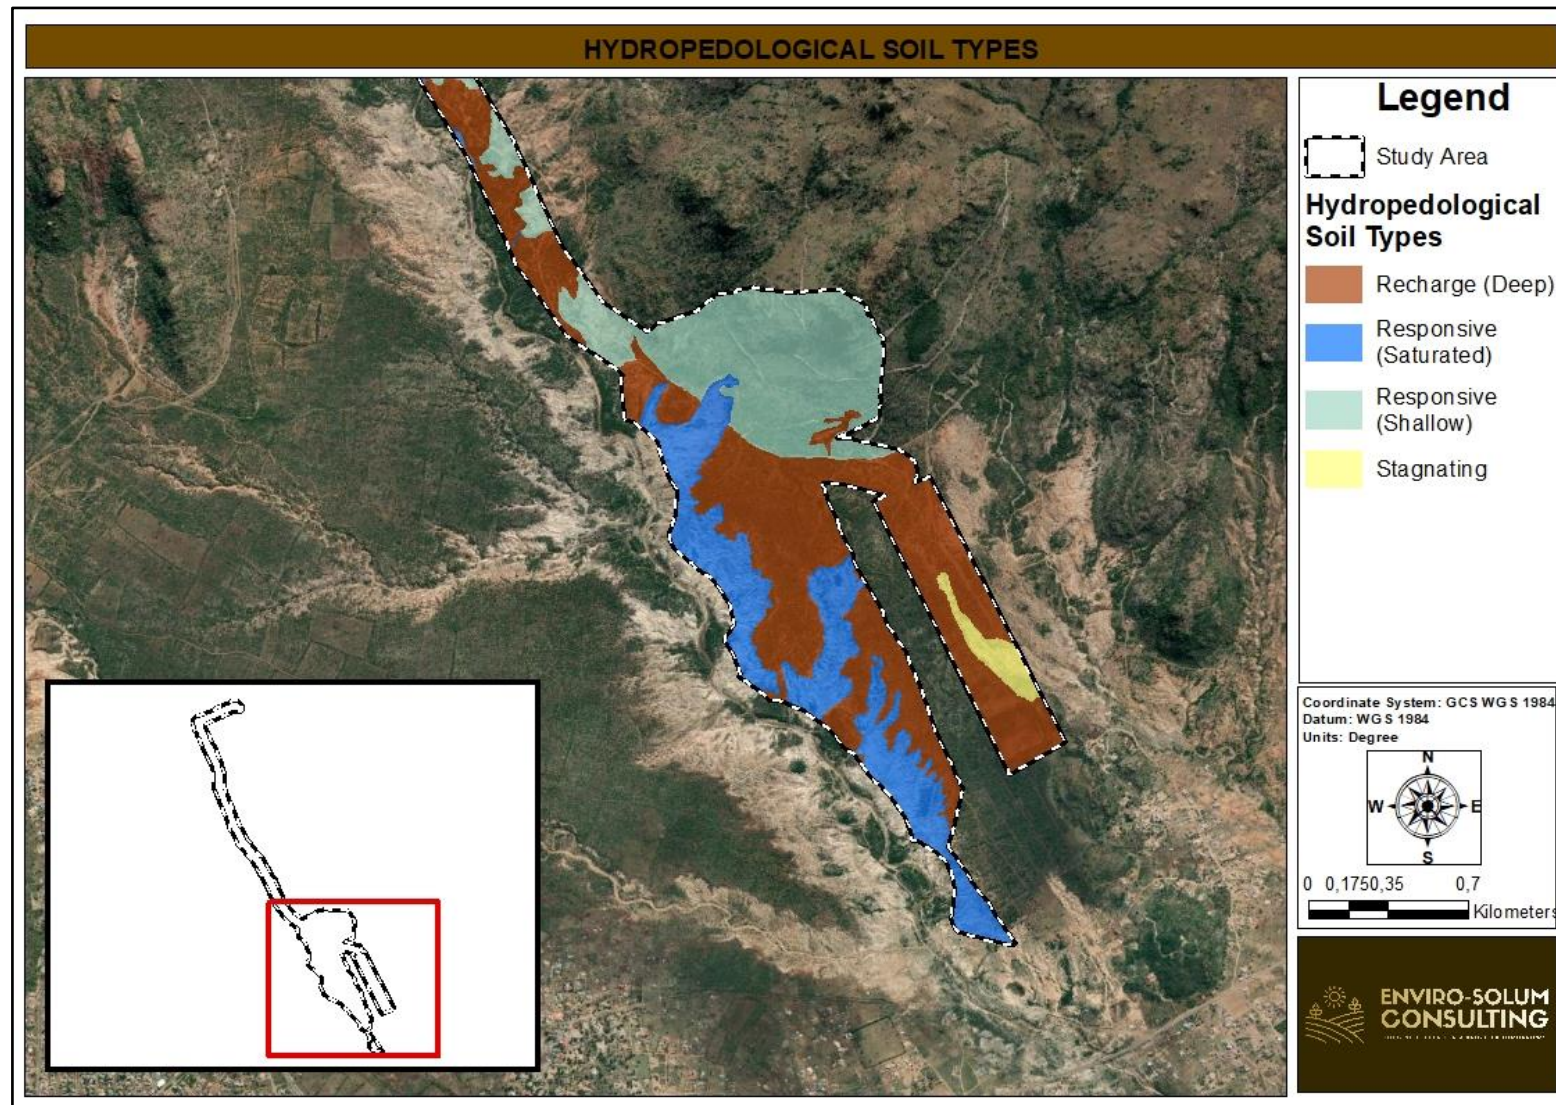 HYDROPEDOLOGICAL SOIL TYPES
Legend
Study Area
Hydropedological
Soil Types
Recharge (Deep)
Responsive
(Saturated)
Responsive
(Shallow)
Stagnating
Coordinate System: GCS WGS 1984
Datum: WGS 1984
Units: Degree
N
W E
S
0 0,1750,35 0,7
Kilometers
ENVIRO-SOLUM
CONSULTING